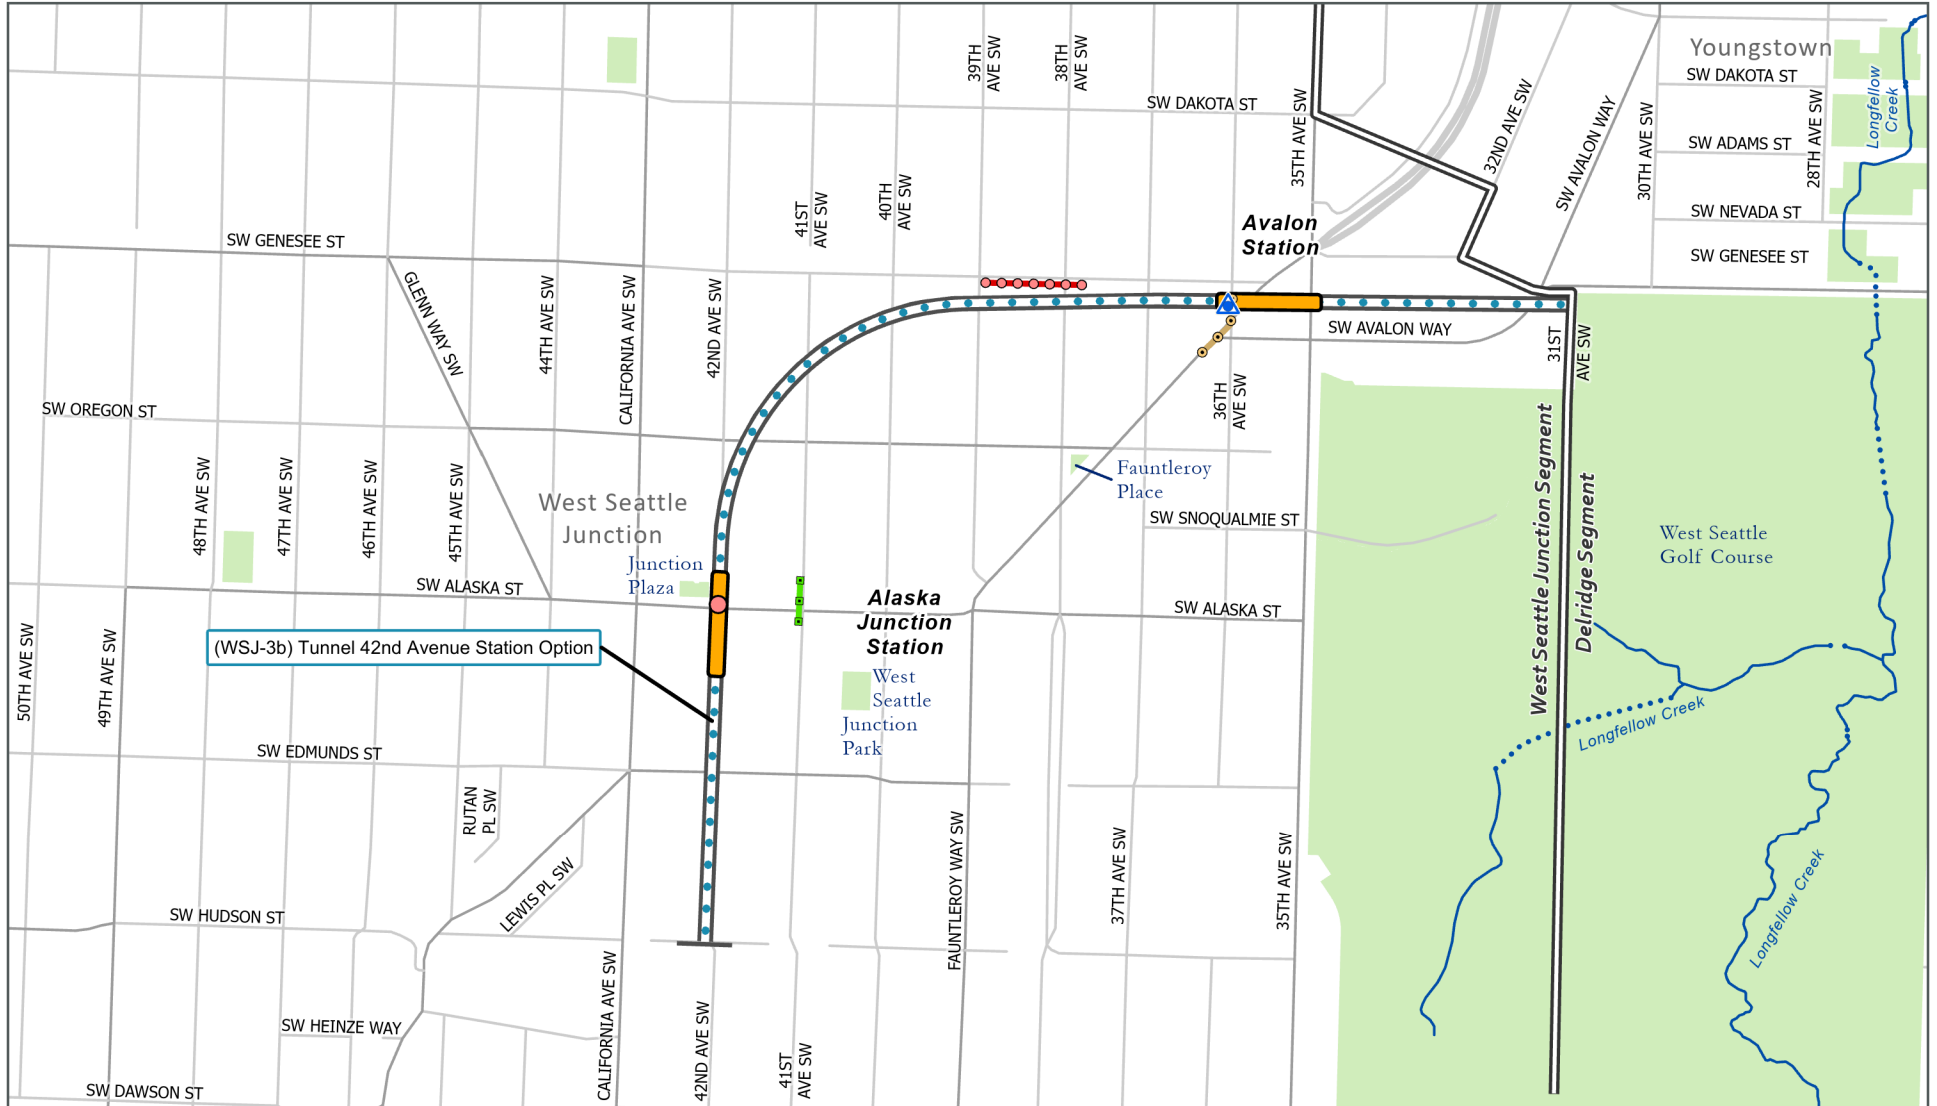 Youngstown
39TH
AVE SW
38TH
AVE SW
SW DAKOTA ST
SW DAKOTA ST
35TH AVE SW
32ND AVE SW
SW AVALON WAY
30TH AVE SW
28TH AVE SW
Longfellow
Creek
SW ADAMS ST
SW NEVADA ST
SW GENESEE ST
41ST
AVE SW
40TH
AVE SW
Avalon
Station
SW GENESEE ST
GLENN WAY SW
44TH AVE SW
CALIFORNIA AVE SW
42ND AVE SW
SW AVALON WAY
31ST
AVE SW
36TH
AVE SW
SW OREGON ST
48TH AVE SW
47TH AVE SW
46TH AVE SW
45TH AVE SW
West Seattle
Junction
Fauntleroy
Place
SW SNOQUALMIE ST
West Seattle Junction Segment
Delridge Segment
West Seattle
Golf Course
Junction
Plaza
SW ALASKA ST
Alaska
Junction
Station
SW ALASKA ST
(WSJ-3b) Tunnel 42nd Avenue Station Option
50TH AVE SW
49TH AVE SW
West
Seattle
Junction
Park
Longfellow Creek
SW EDMUNDS ST
RUTAN
PL SW
LEWIS PL SW
FAUNTLEROY WAY SW
37TH AVE SW
35TH AVE SW
Longfellow Creek
SW HUDSON ST
CALIFORNIA AVE SW
42ND AVE SW
41ST
AVE SW
SW HEINZE WAY
SW DAWSON ST